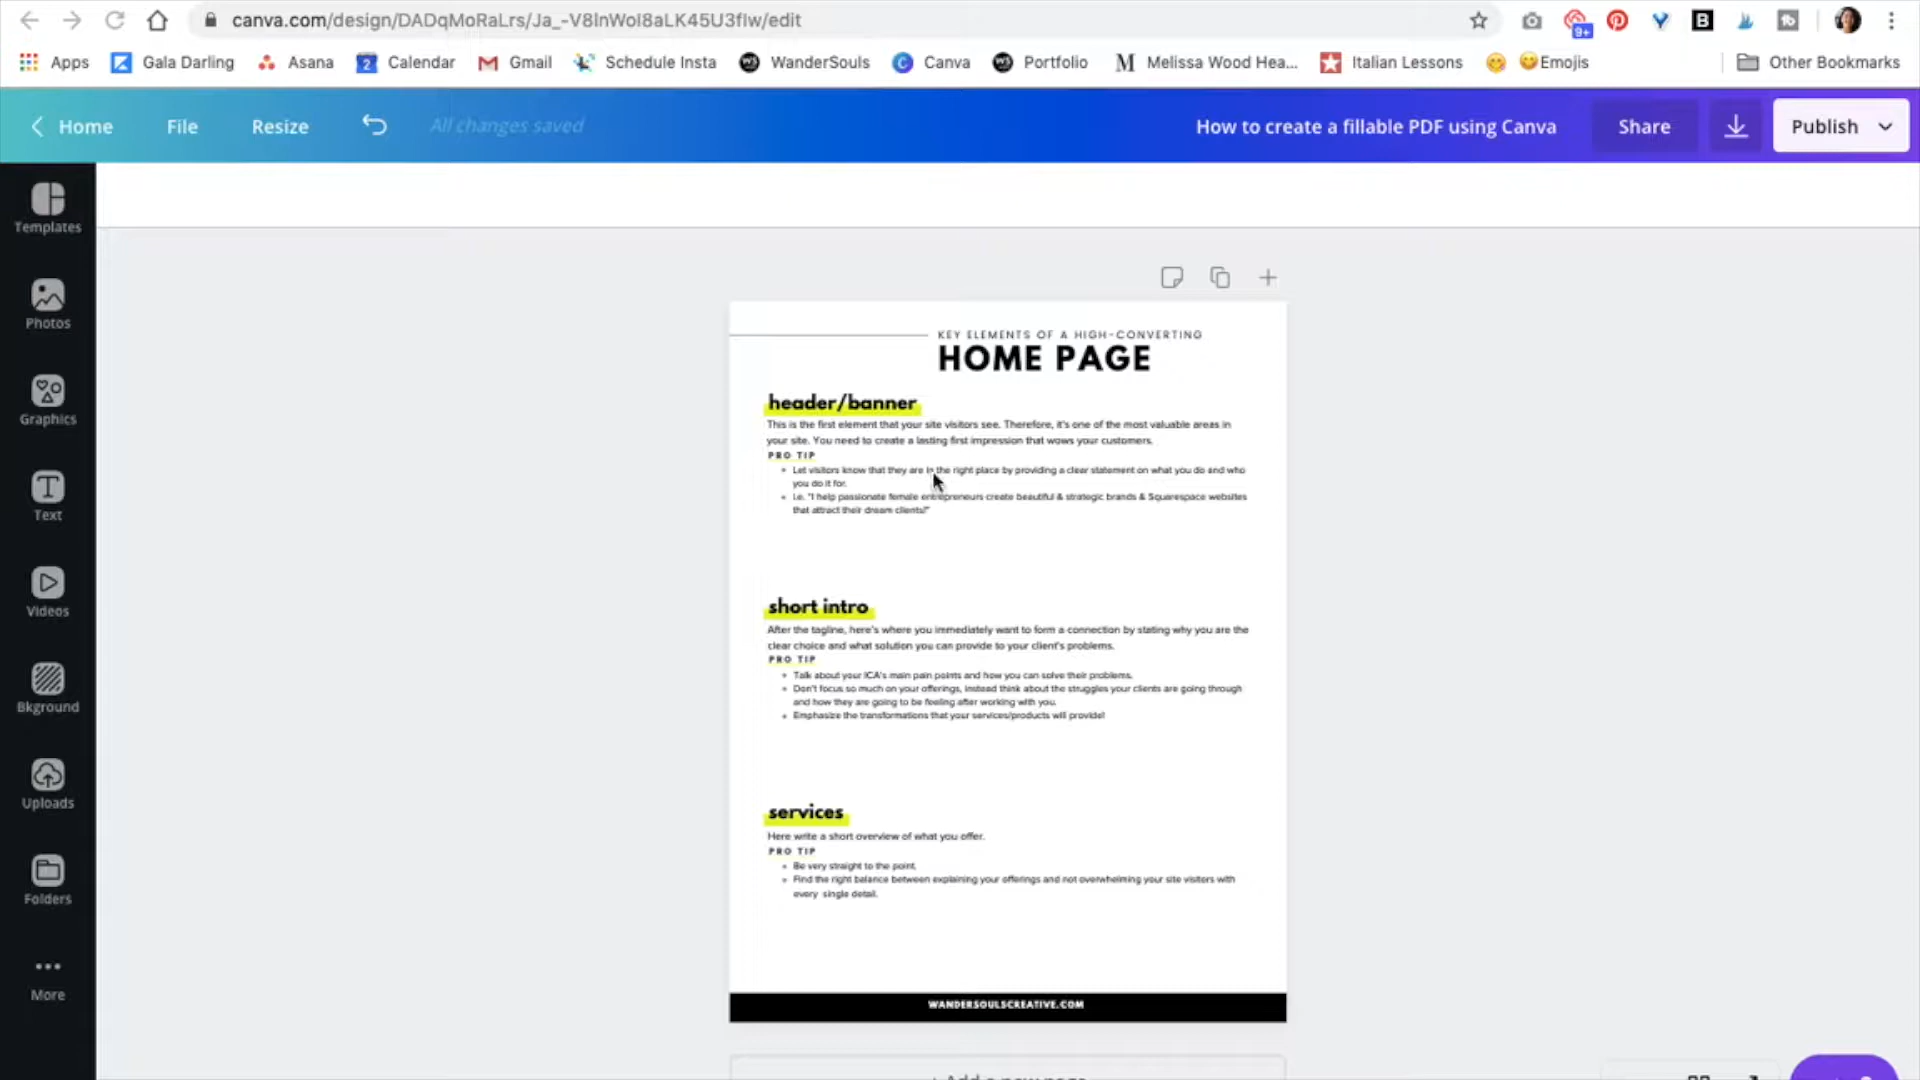 canva.com/design/DADqMoRaLrs/Ja_-V8InWoI8aLK45U3fIw/edit
9+
Apps
Gala Darling
Asana
2
Calendar
Gmail
Schedule Insta
WanderSouls
Canva
Portfolio
Melissa Wood Hea...
Italian Lessons
Emojis
Other Bookmarks
Home
File
Resize
All changes saved
How to create a fillable PDF using Canva
Share
Publish
Templates
Photos
Graphics
Text
Videos
Bkground
Uploads
Folders
More
KEY ELEMENTS OF A HIGH-CONVERTING
HOME PAGE
header/banner
This is the first element that your site visitors see. Therefore, it's one of the most valuable areas in
your site. You need to create a lasting first impression that wows your customers.
PRO TIP
Let visitors know that they are in the right place by providing a clear statement on what you do and who
you do it for.
i.e. "I help passionate female entrepreneurs create beautiful & strategic brands & Squarespace websites
that attract their dream clients!"
short intro
After the tagline, here's where you immediately want to form a connection by stating why you are the
clear choice and what solution you can provide to your client's problems.
PRO TIP
Talk about your ICA's main pain points and how you can solve their problems.
Don't focus so much on your offerings, instead think about the struggles your clients are going through
and how they are going to be feeling after working with you.
Emphasize the transformations that your services/products will provide!
services
Here write a short overview of what you offer.
PRO TIP
Be very straight to the point.
Find the right balance between explaining your offerings and not overwhelming your site visitors with
every single detail.
WANDERSOULSCREATIVE.COM
+ Add a new page